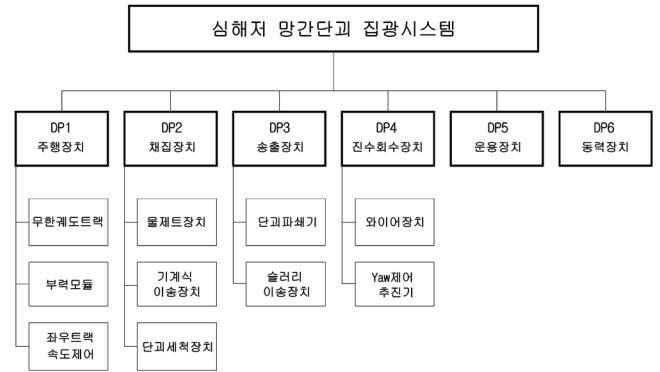 심해저 망간단괴 집광시스템
DP1
주행장치
DP2
채집장치
DP3
송출장치
DP4
진수회수장치
DP5
운용장치
DP6
동력장치
무한궤도트랙
물제트장치
단괴파쇄기
와이어장치
부력모듈
기계식
이송장치
슬러리
이송장치
Yaw제어
추진기
좌우트랙
속도제어
단괴세척장치